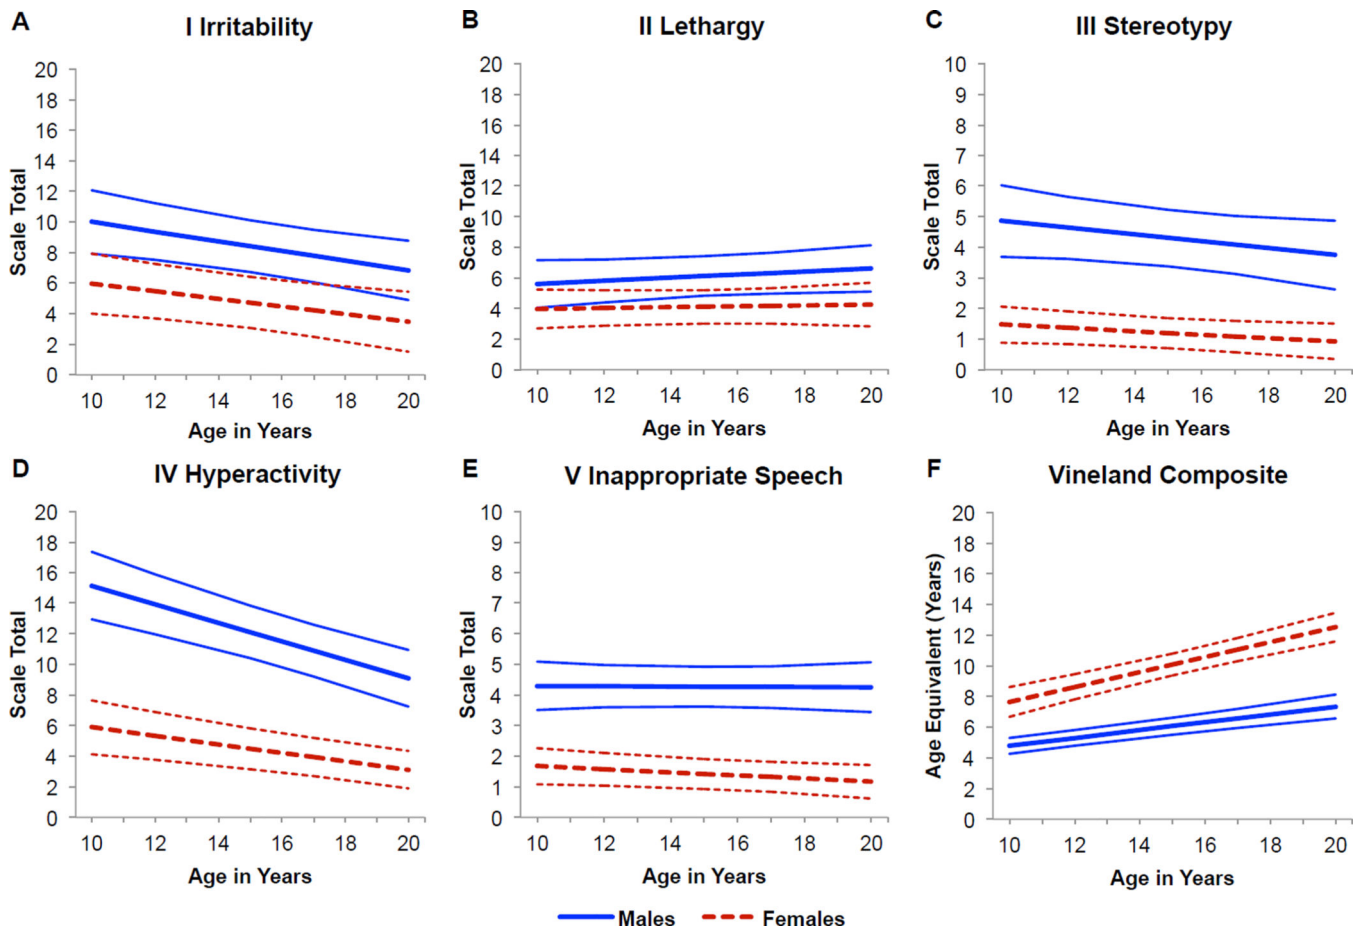 A
I Irritability
20
18
16
14
12
10
8
6
4
2
0
Scale Total
10 12 14 16 18 20
Age in Years
B
II Lethargy
20
18
16
14
12
10
8
6
4
2
0
Scale Total
10 12 14 16 18 20
Age in Years
C
III Stereotypy
10
9
8
7
6
5
4
3
2
1
0
Scale Total
10 12 14 16 18 20
Age in Years
D
IV Hyperactivity
20
18
16
14
12
10
8
6
4
2
0
Scale Total
10 12 14 16 18 20
Age in Years
E
V Inappropriate Speech
10
9
8
7
6
5
4
3
2
1
0
Scale Total
10 12 14 16 18 20
Age in Years
F
Vineland Composite
20
18
16
14
12
10
8
6
4
2
0
Age Equivalent (Years)
10 12 14 16 18 20
Age in Years
Males Females